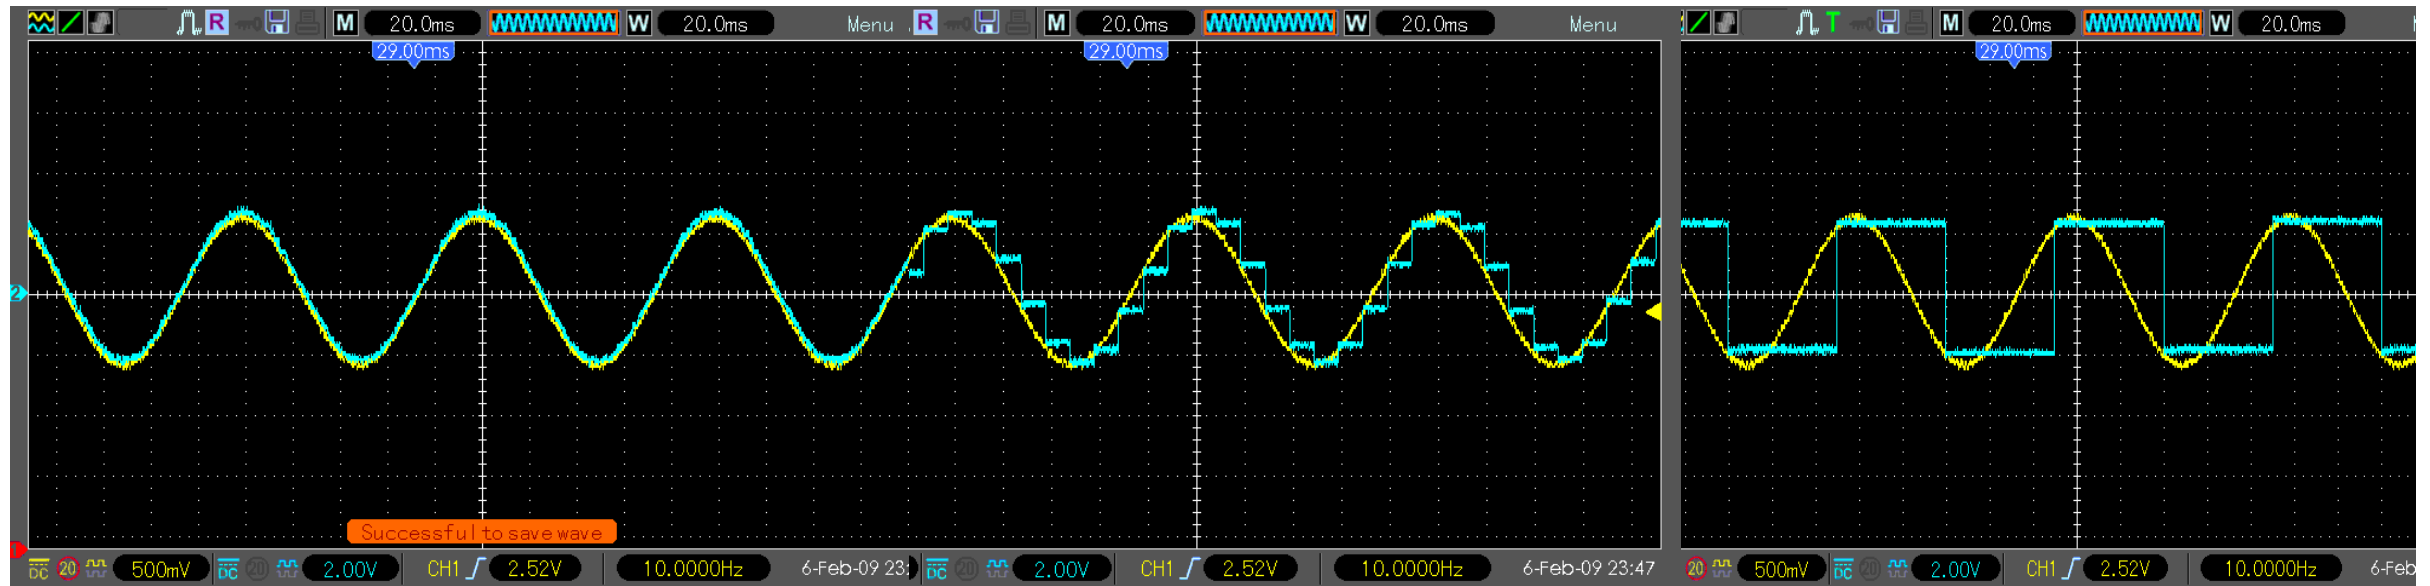 R M 20.0ms W 20.0ms Menu R M 20.0ms W 20.0ms Menu T M 20.0ms W 20.0ms
29.00ms 29.00ms 29.00ms
2
Successful to save wave
DC 20 500mV DC 20 2.00V CH1 2.52V 10.0000Hz 6-Feb-09 23: DC 20 2.00V CH1 2.52V 10.0000Hz 6-Feb-09 23:47 20 500mV DC 20 2.00V CH1 2.52V 10.0000Hz 6-Feb